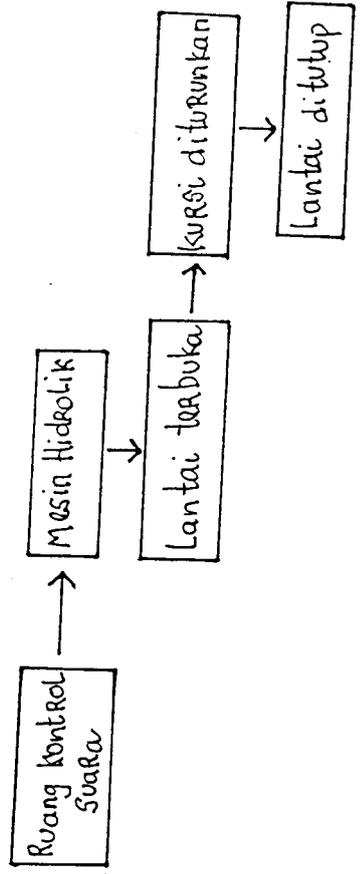 Ruang kontrol
Suara
Mesin Hidrolik
Lantai terbuka
Kursi diturunkan
Lantai ditutup